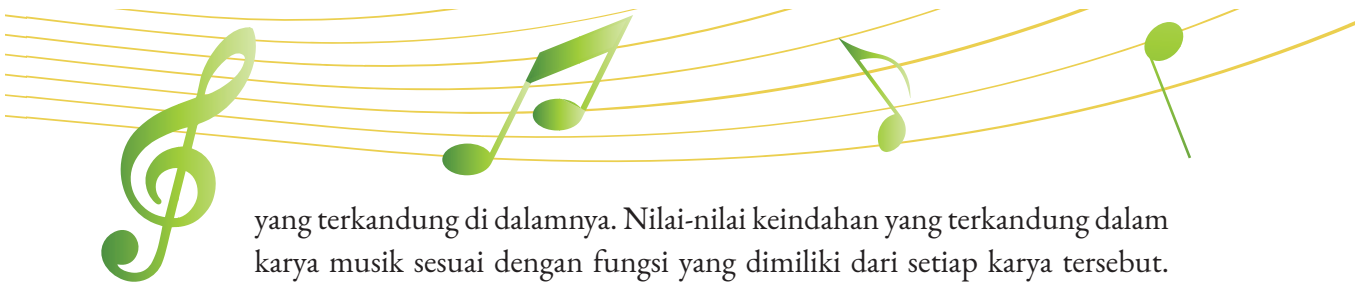 yang terkandung di dalamnya. Nilai-nilai keindahan yang terkandung dalam
karya musik sesuai dengan fungsi yang dimiliki dari setiap karya tersebut.